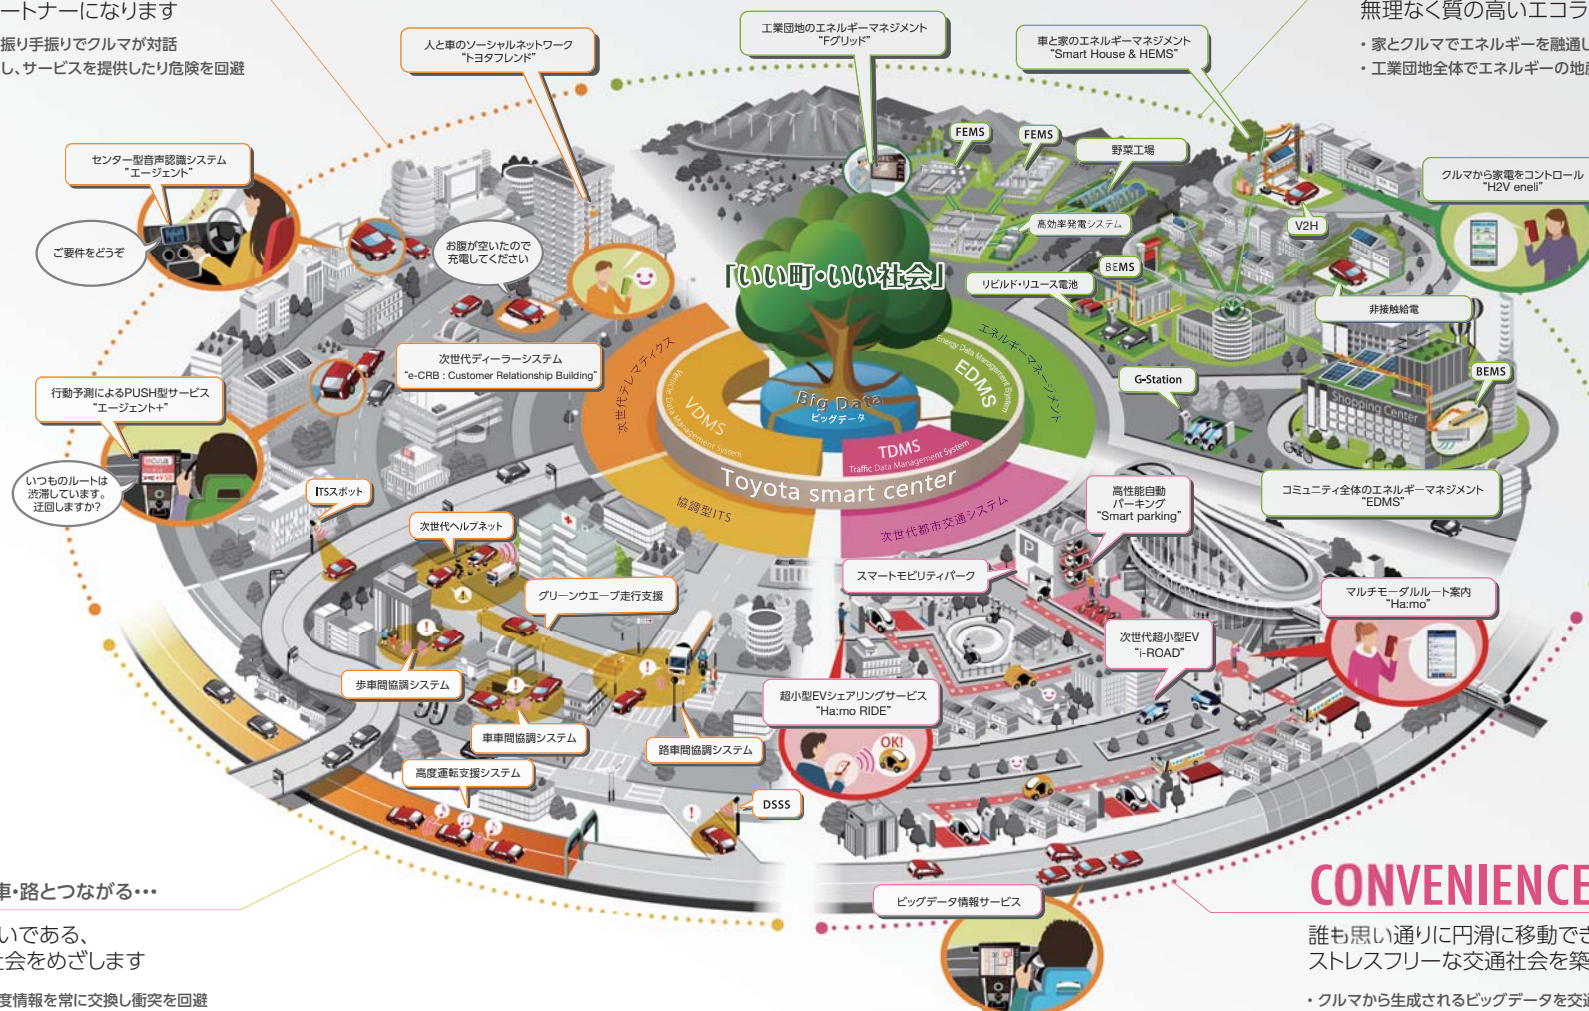 ートナーになります
振り手振りでクルマが対話
し、サービスを提供したり危険を回避
人と車のソーシャルネットワーク
"トヨタフレンド"
工業団地のエネルギーマネジメント
"Fグリッド"
車と家のエネルギーマネジメント
"Smart House & HEMS"
無理なく質の高いエコラ
・家とクルマでエネルギーを融通し
・工業団地全体でエネルギーの地産
センター型音声認識システム
"エージェント"
ご要件をどうぞ
お腹が空いたので
充電してください
FEMS
FEMS
野菜工場
高効率発電システム
V2H
クルマから家電をコントロール
"H2V eneli"
「いい町・いい社会」
リビルド・リユース電池
BEMS
非接触給電
次世代ディーラーシステム
"e-CRB : Customer Relationship Building"
行動予測によるPUSH型サービス
"エージェント+"
いつものルートは
渋滞しています。
迂回しますか?
次世代テレマティクス
Vehicle Data Management System
VDMS
Big Data
ビッグデータ
エネルギーマネージメント
Energy Data Management System
EDMS
TDMS
Traffic Data Management System
Toyota smart center
協調型ITS
次世代都市交通システム
G-Station
Shopping Center
BEMS
コミュニティ全体のエネルギーマネジメント
"EDMS"
ITSスポット
次世代ヘルプネット
グリーンウエーブ走行支援
歩車間協調システム
車車間協調システム
路車間協調システム
高度運転支援システム
DSSS
高性能自動
パーキング
"Smart parking"
P
スマートモビリティパーク
マルチモーダルルート案内
"Ha:mo"
次世代超小型EV
"i-ROAD"
超小型EVシェアリングサービス
"Ha:mo RIDE"
OK!
ビッグデータ情報サービス
車・路とつながる・・・
いである、
社会をめざします
度情報を常に交換し衝突を回避
CONVENIENCE
誰も思い通りに円滑に移動でき
ストレスフリーな交通社会を築
・クルマから生成されるビッグデータを交通